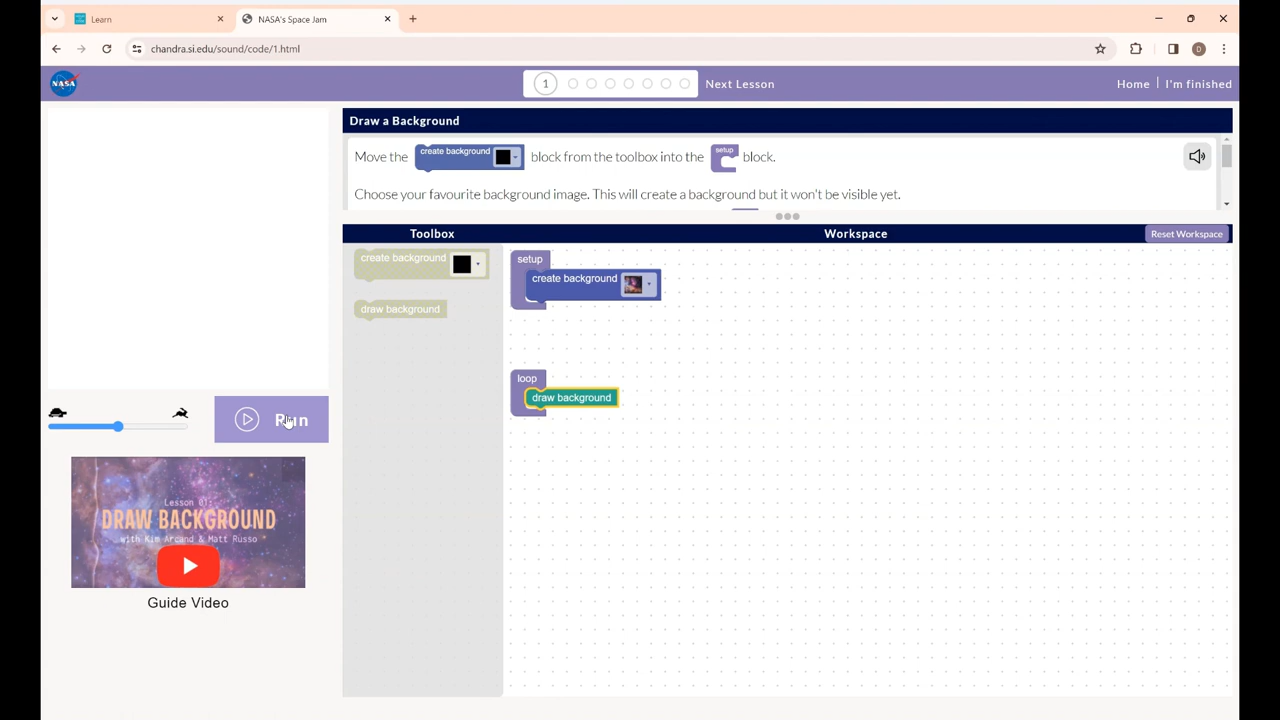 Learn
NASA's Space Jam
chandra.si.edu/sound/code/1.html
D
NASA
1
Next Lesson
Home
I'm finished
Draw a Background
Move the create background block from the toolbox into the setup block.
Choose your favourite background image. This will create a background but it won't be visible yet.
Toolbox
Workspace
Reset Workspace
create background
draw background
setup
create background
loop
draw background
Run
Lesson 01:
DRAW BACKGROUND
with Kim Arcand & Matt Russo
Guide Video